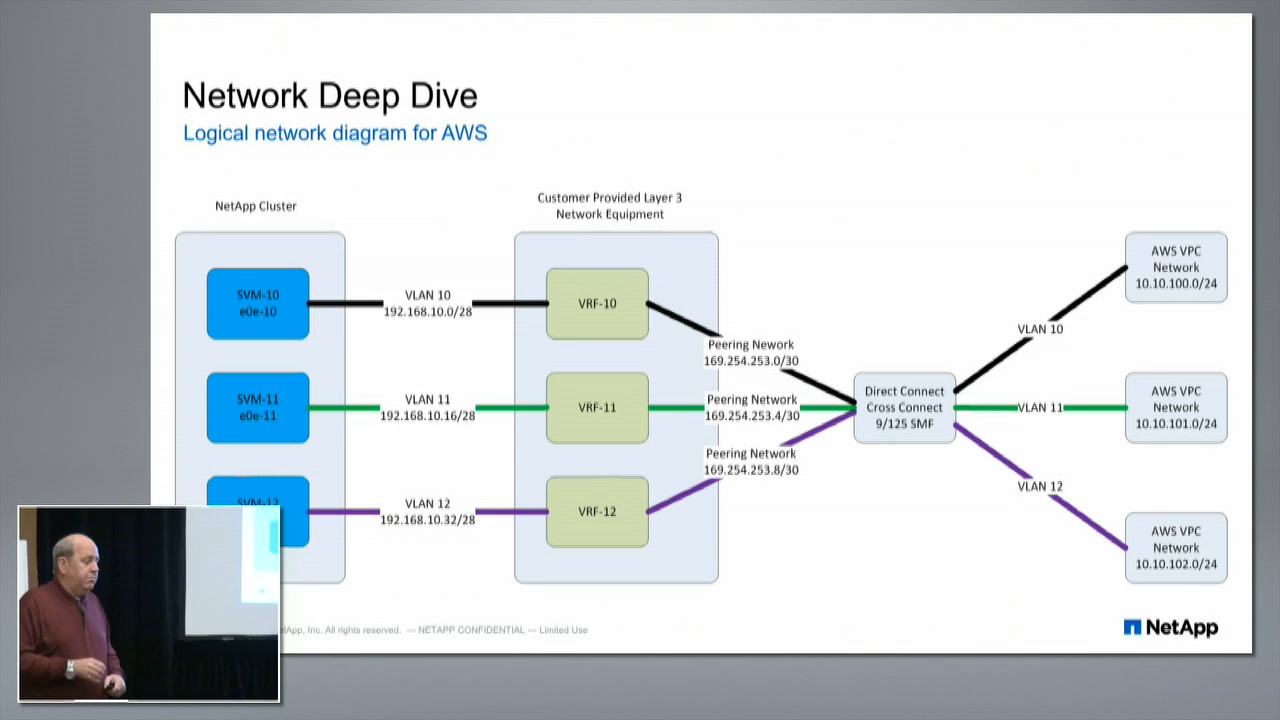 Network Deep Dive
Logical network diagram for AWS
NetApp Cluster
Customer Provided Layer 3
Network Equipment
SVM-10
e0e-10
VLAN 10
192.168.10.0/28
VRF-10
Peering Nework
169.254.253.0/30
VLAN 10
AWS VPC
Network
10.10.100.0/24
SVM-11
e0e-11
VLAN 11
192.168.10.16/28
VRF-11
Peering Network
169.254.253.4/30
Direct Connect
Cross Connect
9/125 SMF
VLAN 11
AWS VPC
Network
10.10.101.0/24
SVM-12
VLAN 12
192.168.10.32/28
VRF-12
Peering Network
169.254.253.8/30
VLAN 12
AWS VPC
Network
10.10.102.0/24
Inc. All rights reserved. — NETAPP CONFIDENTIAL — Limited Use
NetApp